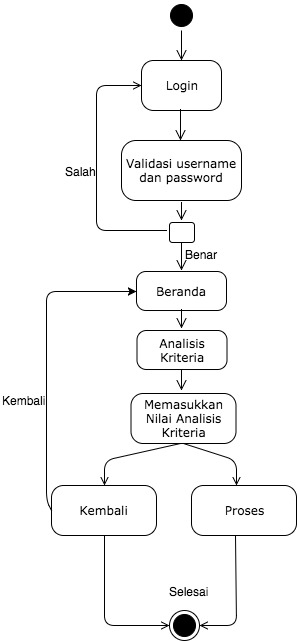 Login
Validasi username
dan password
Salah
Benar
Beranda
Analisis
Kriteria
Kembali
Memasukkan
Nilai Analisis
Kriteria
Kembali
Proses
Selesai